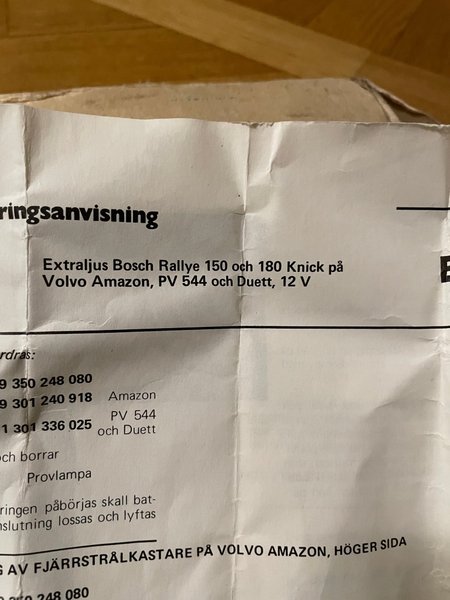 ringsanvisning
Extraljus Bosch Rallye 150 och 180 Knick på
Volvo Amazon, PV 544 och Duett, 12 V
9 350 248 080
9 301 240 918 Amazon
1 301 336 025 PV 544
och Duett
och borrar
Provlampa
ringen påbörjas skall bat-
nslutning lossas och lyftas
G AV FJÄRRSTRÅLKASTARE PÅ VOLVO AMAZON, HÖGER SIDA
248 080